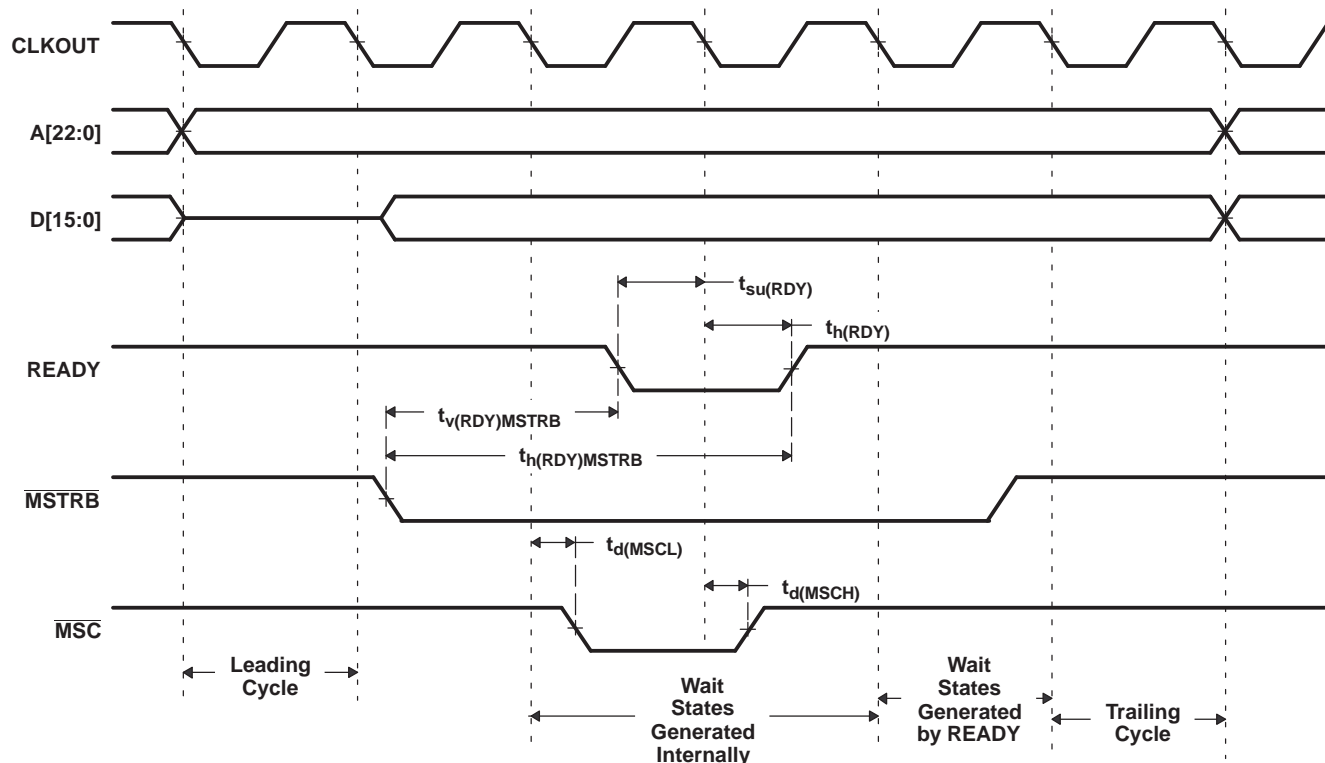 CLKOUT
A[22:0]
D[15:0]
tsu(RDY)
th(RDY)
READY
tv(RDY)MSTRB
th(RDY)MSTRB
MSTRB
td(MSCL)
td(MSCH)
MSC
Leading
Cycle
Wait
States
Generated
Internally
Wait
States
Generated
by READY
Trailing
Cycle